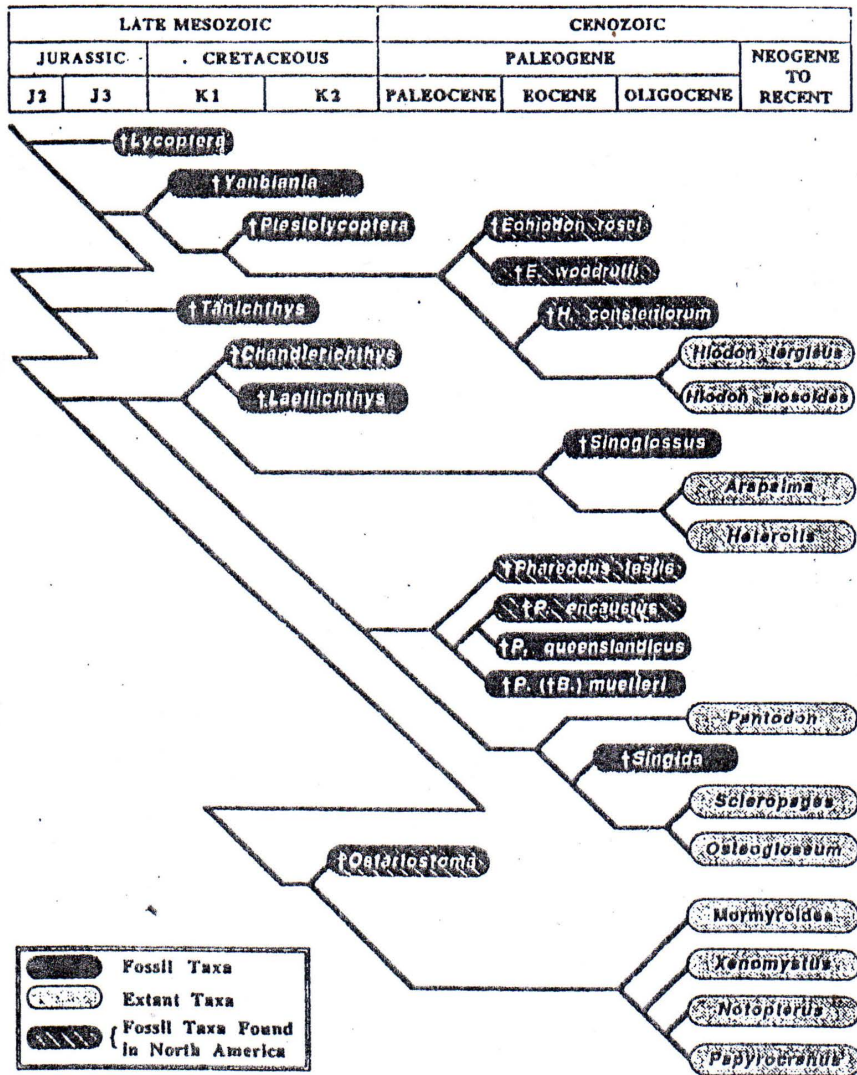 LATE MESOZOIC
CENOZOIC
JURASSIC
CRETACEOUS
PALEOGENE
NEOGENE
TO
RECENT
J2
J3
K1
K2
PALEOCENE
EOCENE
OLIGOCENE
†Lycoptera
†Yanbiania
†Plesiolycoptera
†Eohiodon rosei
†E. woodruffi
†Tanichthys
†H. consteniorum
†Chandlerichthys
Hiodon tergisus
†Laeliichthys
Hiodon alosoides
†Sinoglossus
Arapaima
Heterotis
†Phareodus testis
†P. encaustus
†P. queenslandicus
†P. (†B.) muelleri
Pantodon
†Singida
Scleropages
Osteoglossum
†Ostariostoma
Mormyroidea
Xenomystus
Notopterus
Papyrocranus
Fossil Taxa
Extant Taxa
{ Fossil Taxa Found
in North America